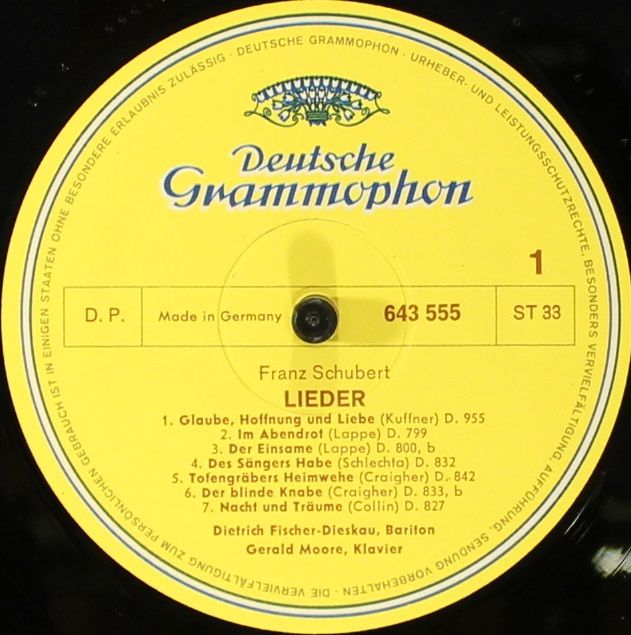 DIE VERVIELFÄLTIGUNG ZUM PERSÖNLICHEN GEBRAUCH IST IN EINIGEN STAATEN OHNE BESONDERE ERLAUBNIS ZULÄSSIG · DEUTSCHE GRAMMOPHON · URHEBER- UND LEISTUNGSSCHUTZRECHTE, BESONDERS VERVIELFÄLTIGUNG, AUFFÜHRUNG, SENDUNG VORBEHALTEN ·
Deutsche
Grammophon
1
D. P. Made in Germany 643 555 ST 33
Franz Schubert
LIEDER
1. Glaube, Hoffnung und Liebe (Kuffner) D. 955
2. Im Abendrot (Lappe) D. 799
3. Der Einsame (Lappe) D. 800, b
4. Des Sängers Habe (Schlechta) D. 832
5. Tofengräbers Heimwehe (Craigher) D. 842
6. Der blinde Knabe (Craigher) D. 833, b
7. Nacht und Träume (Collin) D. 827
Dietrich Fischer-Dieskau, Bariton
Gerald Moore, Klavier